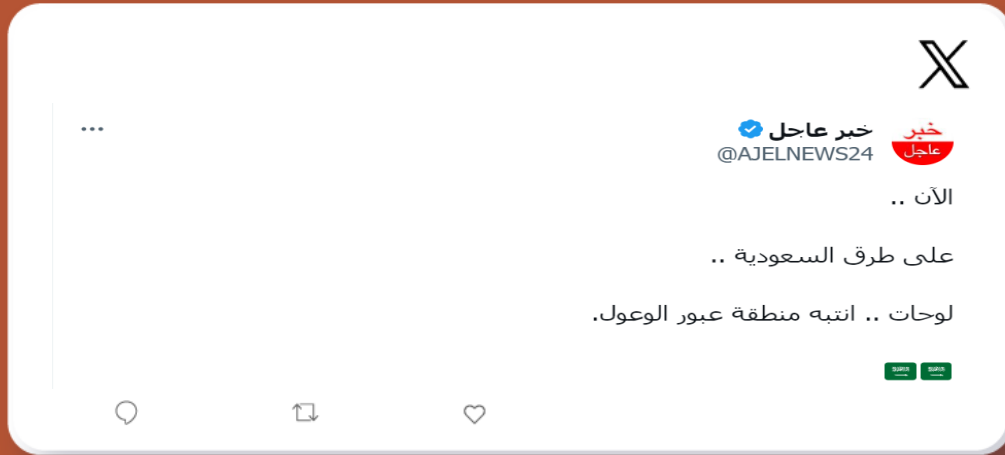 خبر عاجل
خبر
عاجل
@AJELNEWS24
الآن ..
على طرق السعودية ..
لوحات .. انتبه منطقة عبور الوعول.